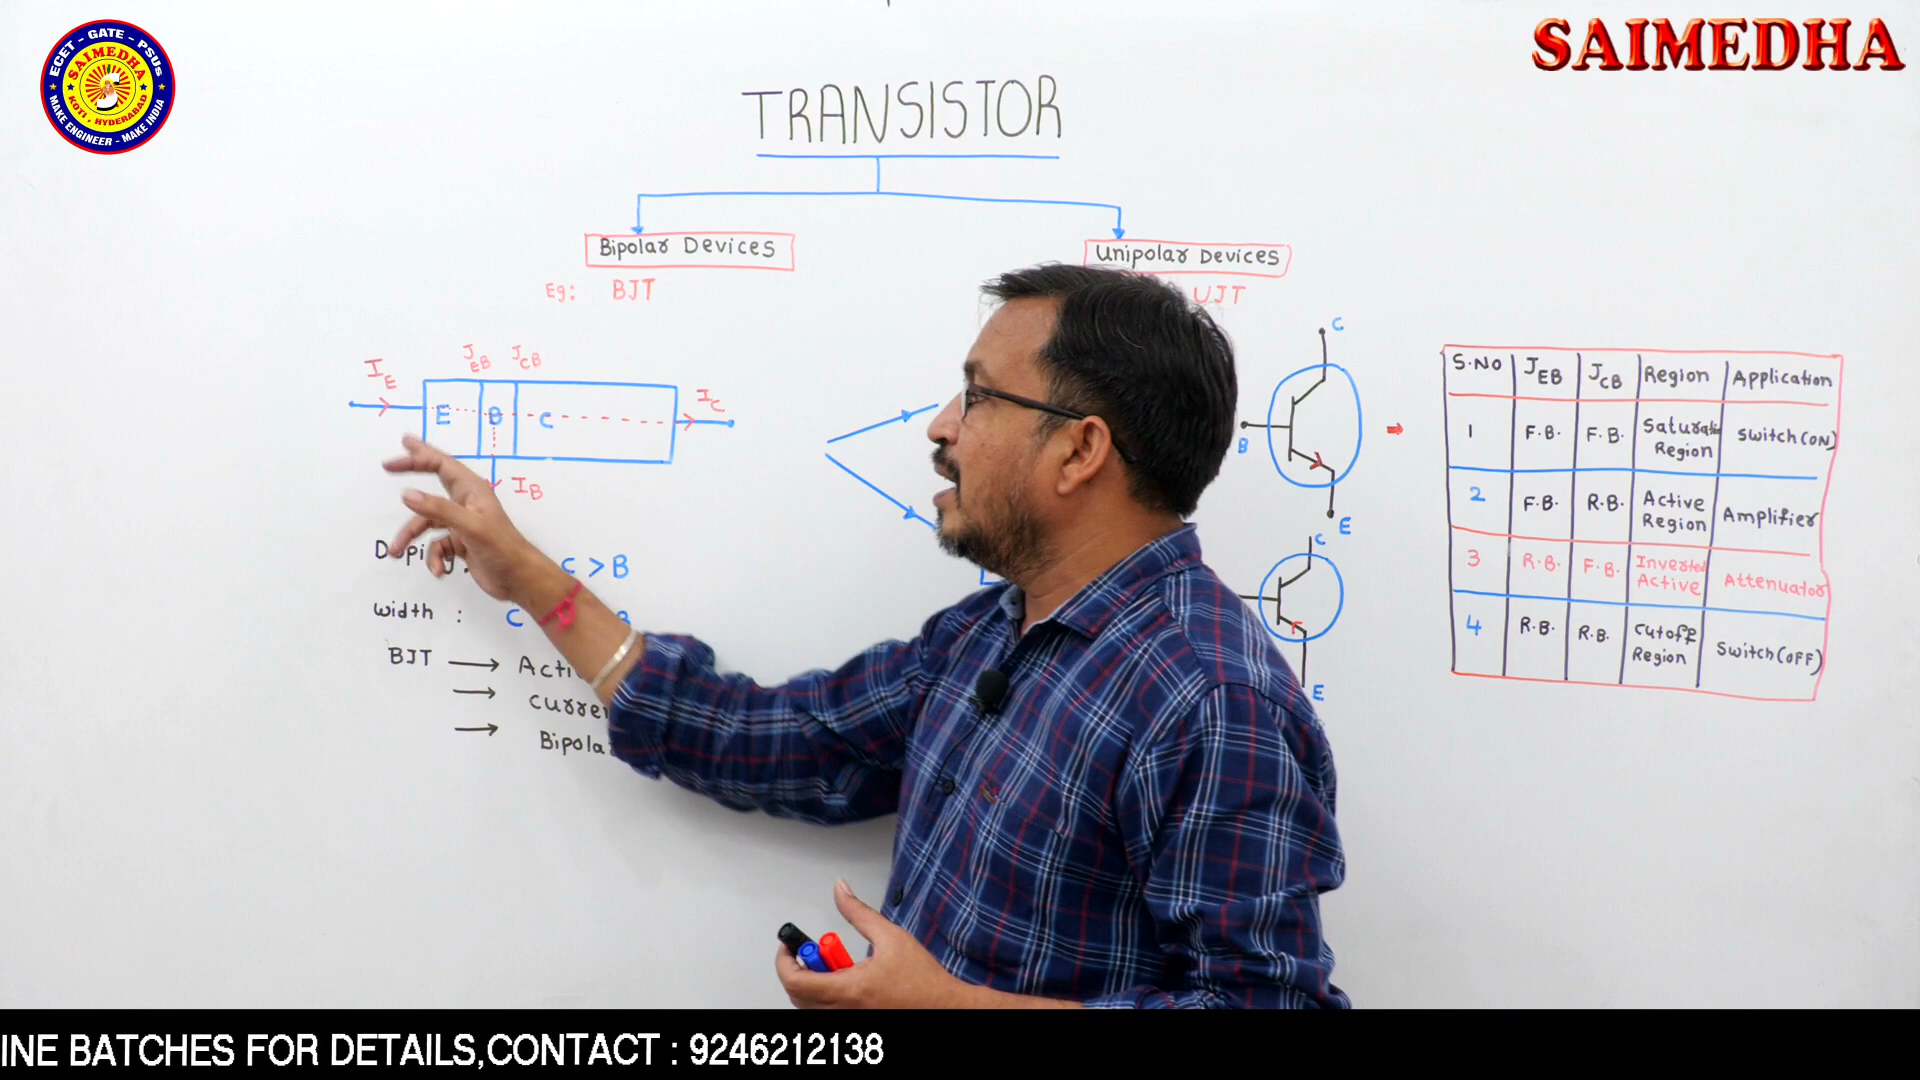 ECET - GATE - PSUs
SAIMEDHA
KOTI, HYDERABAD
MAKE ENGINEER - MAKE INDIA
SAIMEDHA
TRANSISTOR
Bipolar Devices
Unipolar Devices
Eg: BJT
UJT
IE
JEB JCB
IC
E B C
IB
C > B
width : C B
BJT
C
B
E
C
E
S.NO JEB JCB Region Application
1 F.B. F.B. Saturation Region Switch(ON)
2 F.B. R.B. Active Region Amplifier
3 R.B. F.B. Inverted Active Attenuator
4 R.B. R.B. Cutoff Region Switch(OFF)
INE BATCHES FOR DETAILS,CONTACT : 9246212138